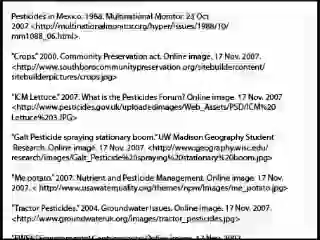 Pesticides in Mexico. 1988. Multinational Monitor. 23 Oct
2007 <http://multinationalmonitor.org/hyper/issues/1988/10/
mm1088_06.html>.
"Crops." 2000. Community Preservation act. Online image. 17 Nov. 2007.
<http://www.southborocommunitypreservation.org/sitebuildercontent/
sitebuilderpictures/crops.jpg>
"ICM Lettuce." 2007. What is the Pesticides Forum? Online image. 17 Nov. 2007
<http://www.pesticides.gov.uk/uploadedimages/Web_Assets/PSD/ICM%20
Lettuce%203.JPG>
"Galt Pesticide spraying stationary boom." UW Madison Geography Student
Research. Online image. 17 Nov. 2007. <http://www.geography.wisc.edu/
research/images/Galt_Pesticide%20spraying%20stationary%20boom.jpg>
"Me potato." 2007. Nutrient and Pesticide Management. Online image. 17 Nov.
2007. < http://www.usawaterquality.org/themes/npm/images/me_potato.jpg>
"Tractor Pesticides." 2004. Groundwater Issues. Online image. 17 Nov. 2007.
<http://www.groundwateruk.org/images/tractor_pesticides.jpg>